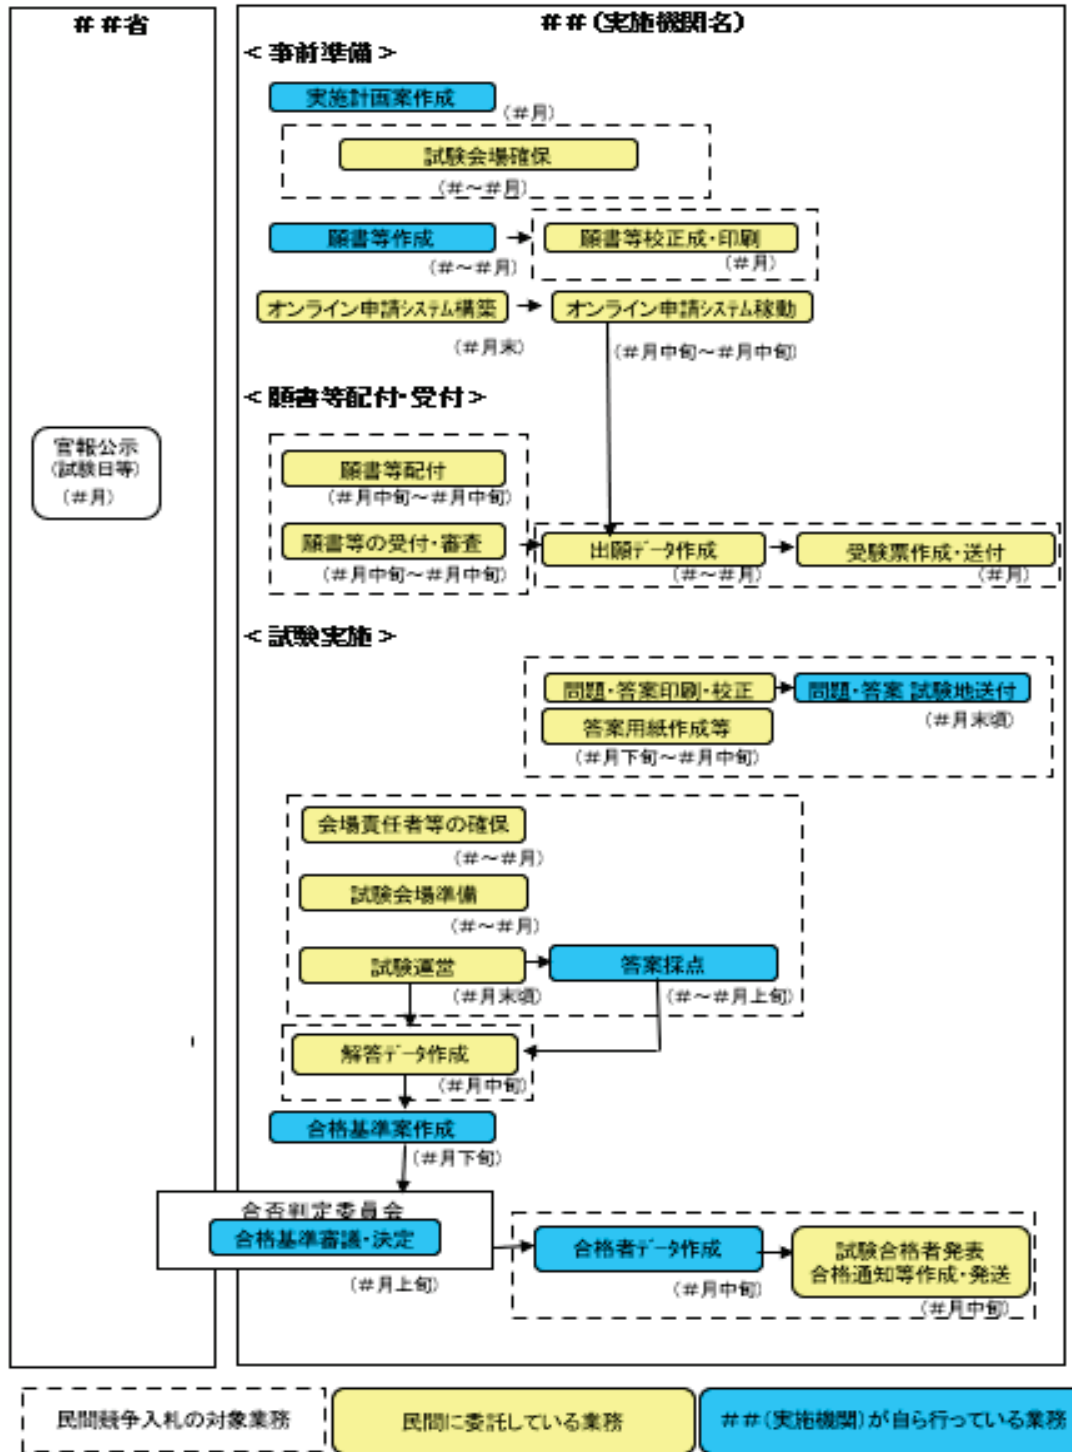 ＃＃省
＃＃(実施機関名)
＜事前準備＞
実施計画案作成
(＃月)
試験会場確保
(＃～＃月)
願書等作成
(＃～＃月)
願書等校正成・印刷
(＃月)
オンライン申請システム構築
(＃月末)
オンライン申請システム稼動
(＃月中旬～＃月中旬)
＜願書等配付・受付＞
官報公示
(試験日等)
(＃月)
願書等配付
(＃月中旬～＃月中旬)
願書等の受付・審査
(＃月中旬～＃月中旬)
出願データ作成
(＃～＃月)
受験票作成・送付
(＃月)
＜試験実施＞
問題・答案印刷・校正
問題・答案 試験地送付
(＃月末頃)
答案用紙作成等
(＃月下旬～＃月中旬)
会場責任者等の確保
(＃～＃月)
試験会場準備
(＃～＃月)
試験運営
(＃月末頃)
答案採点
(＃～＃月上旬)
解答データ作成
(＃月中旬)
合格基準案作成
(＃月下旬)
合否判定委員会
合格基準審議・決定
(＃月上旬)
合格者データ作成
(＃月中旬)
試験合格者発表
合格通知等作成・発送
(＃月中旬)
民間競争入札の対象業務
民間に委託している業務
＃＃(実施機関)が自ら行っている業務